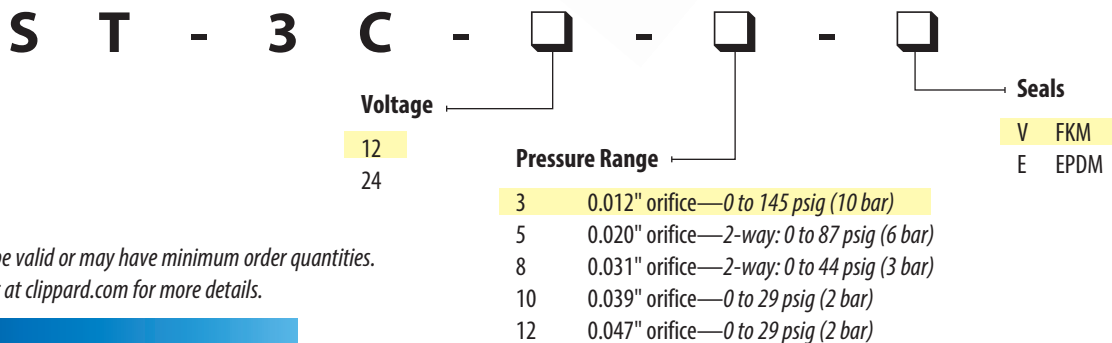 S T - 3 C - ❑ - ❑ - ❑
Voltage
12
24
Pressure Range
3 0.012" orifice—0 to 145 psig (10 bar)
5 0.020" orifice—2-way: 0 to 87 psig (6 bar)
8 0.031" orifice—2-way: 0 to 44 psig (3 bar)
10 0.039" orifice—0 to 29 psig (2 bar)
12 0.047" orifice—0 to 29 psig (2 bar)
Seals
V FKM
E EPDM
be valid or may have minimum order quantities.
at clippard.com for more details.